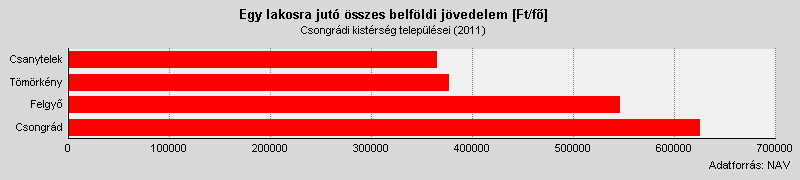 Egy lakosra jutó összes belföldi jövedelem [Ft/fő]
Csongrádi kistérség települései (2011)
Csanytelek
Tömörkény
Felgyő
Csongrád
0 100000 200000 300000 400000 500000 600000 700000
Adatforrás: NAV